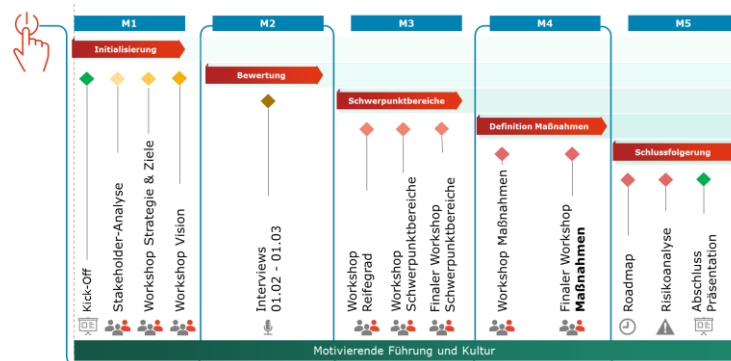 M1
M2
M3
M4
M5
Initialisierung
Bewertung
Schwerpunktbereiche
Definition Maßnahmen
Schlussfolgerung
Kick-Off
Stakeholder-Analyse
Workshop Strategie & Ziele
Workshop Vision
Interviews
01.02 - 01.03
Workshop
Reifegrad
Workshop
Schwerpunktbereiche
Finaler Workshop
Schwerpunktbereiche
Workshop Maßnahmen
Finaler Workshop
Maßnahmen
Roadmap
Risikoanalyse
Abschluss
Präsentation
Motivierende Führung und Kultur